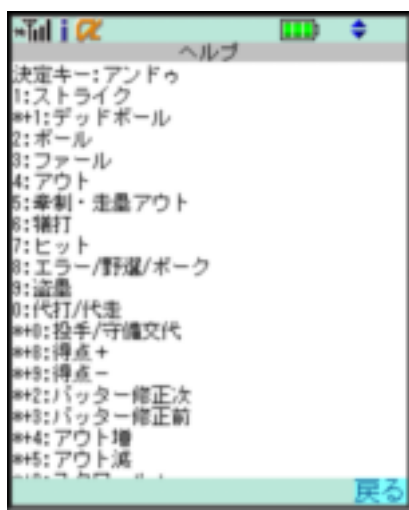 ヘルプ
決定キー:アンドゥ
1:ストライク
*+1:デッドボール
2:ボール
3:ファール
4:アウト
5:牽制・走塁アウト
6:犠打
7:ヒット
8:エラー/野選/ボーク
9:盗塁
0:代打/代走
*+0:投手/守備交代
*+8:得点+
*+9:得点-
*+2:バッター修正次
*+3:バッター修正前
*+4:アウト増
*+5:アウト減
戻る